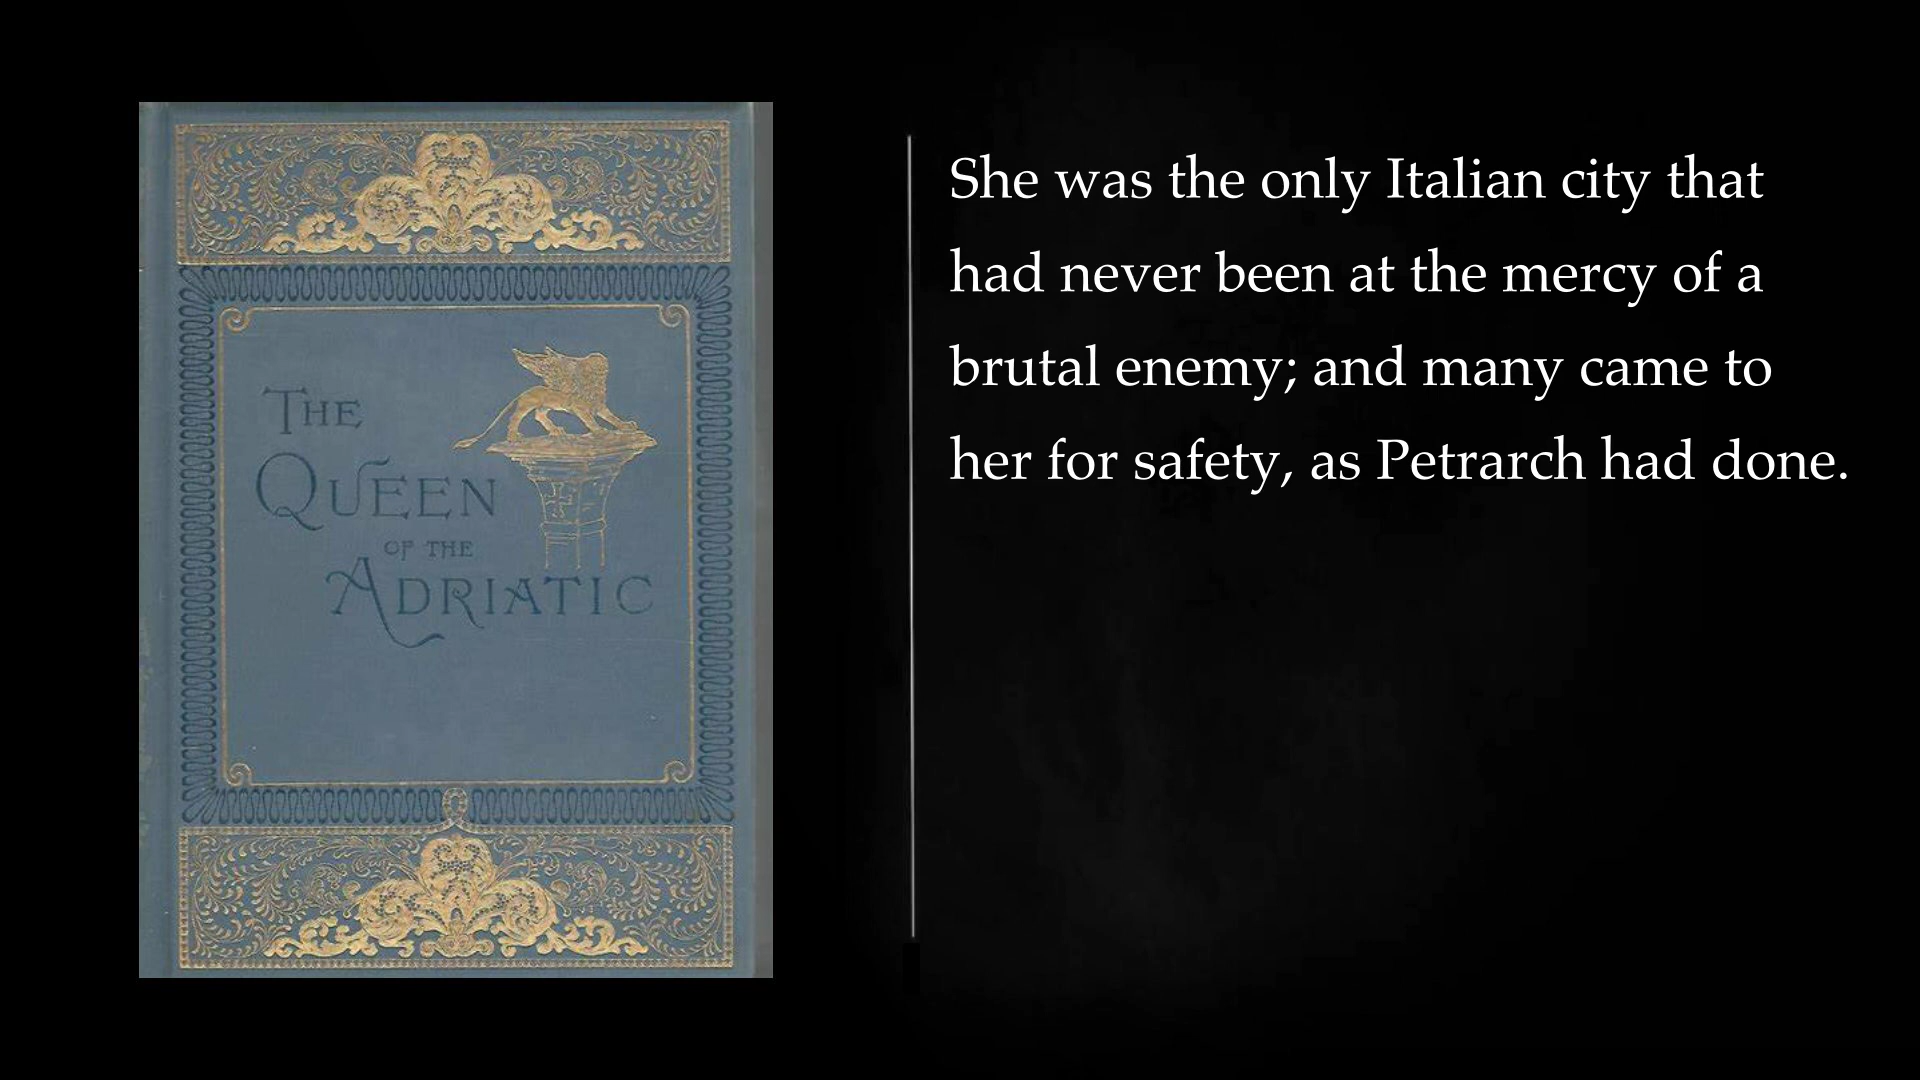 THE
QUEEN
OF THE
ADRIATIC
She was the only Italian city that
had never been at the mercy of a
brutal enemy; and many came to
her for safety, as Petrarch had done.